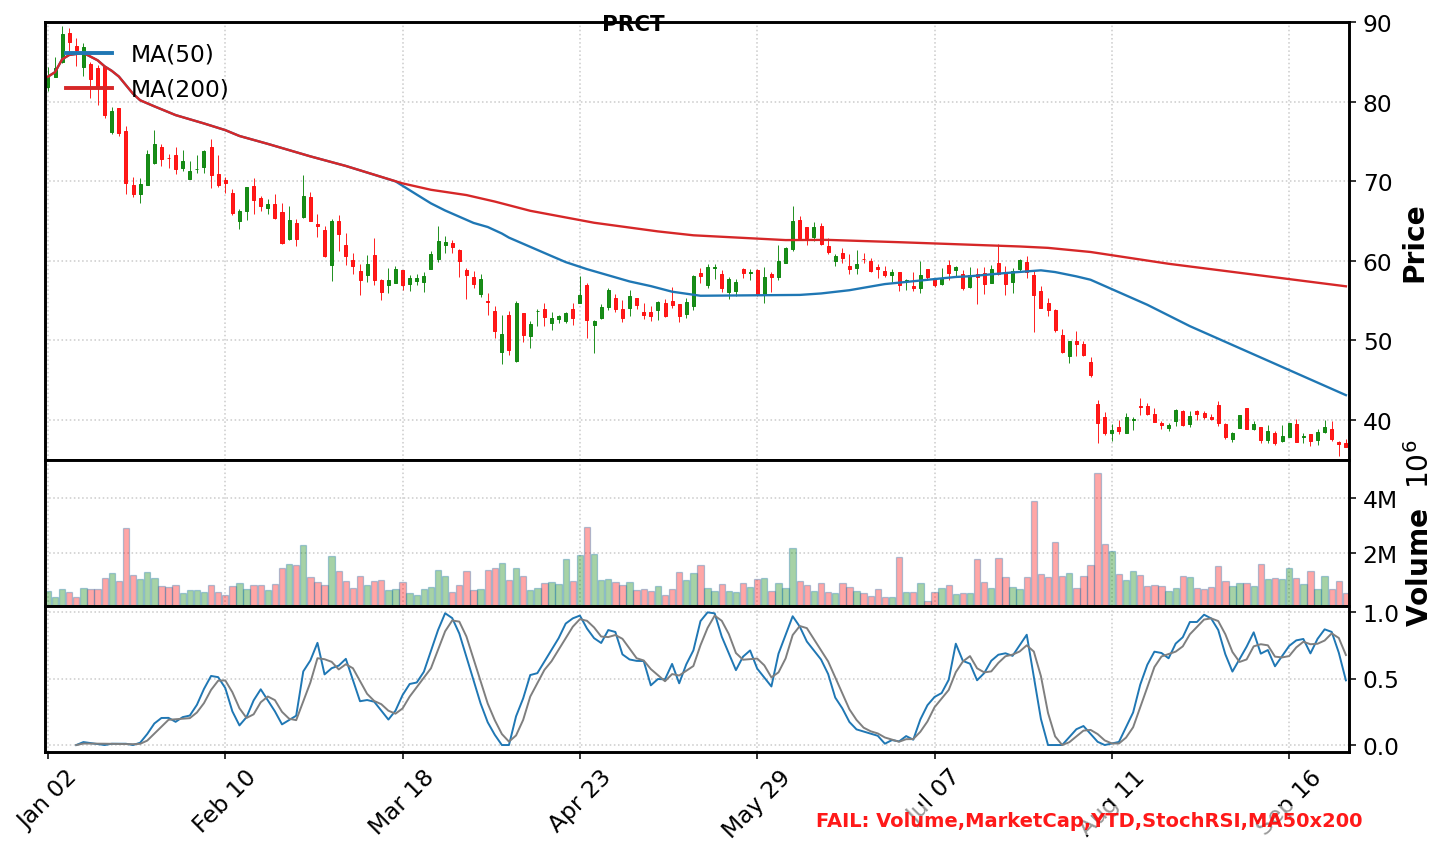 PRCT
MA(50)
MA(200)
90
80
70
60
50
40
Price
10^6
4M
2M
Volume
1.0
0.5
0.0
Jan 02
Feb 10
Mar 18
Apr 23
May 29
Jul 07
Aug 11
Sep 16
FAIL: Volume,MarketCap,YTD,StochRSI,MA50x200